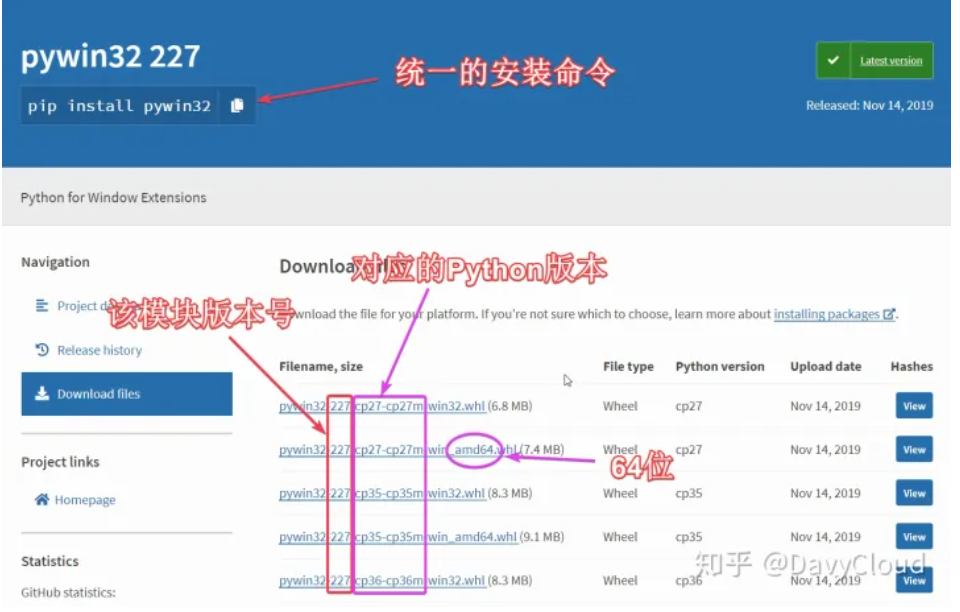 pywin32 227
统一的安装命令
Latest version
pip install pywin32
Released: Nov 14, 2019
Python for Window Extensions
Navigation
对应的Python版本
Project
该模块版本号
download the file for your platform. If you're not sure which to choose, learn more about installing packages.
Release history
Filename, size File type Python version Upload date Hashes
Download files
pywin32-227-cp27-cp27m-win32.whl (6.8 MB) Wheel cp27 Nov 14, 2019 View
pywin32-227-cp27-cp27m-win_amd64.whl (7.4 MB) Wheel cp27 Nov 14, 2019 View
Project links
64位
Homepage
pywin32-227-cp35-cp35m-win32.whl (8.3 MB) Wheel cp35 Nov 14, 2019 View
pywin32-227-cp35-cp35m-win_amd64.whl (9.1 MB) Wheel cp35 Nov 14, 2019 View
Statistics
知乎 @DavyCloud
pywin32-227-cp36-cp36m-win32.whl (8.3 MB) Wheel cp36 Nov 14, 2019 View
GitHub statistics: